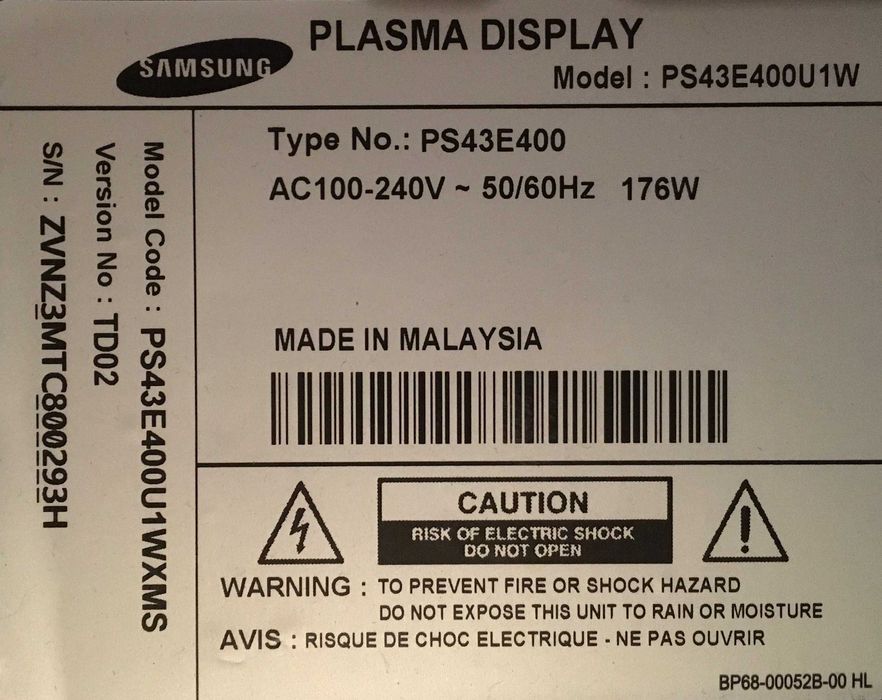 SAMSUNG
PLASMA DISPLAY
Model : PS43E400U1W
Model Code : PS43E400U1WXMS
Version No : TD02
S/N : ZVNZ3MTC800293H
Type No.: PS43E400
AC100-240V ~ 50/60Hz 176W
MADE IN MALAYSIA
CAUTION
RISK OF ELECTRIC SHOCK
DO NOT OPEN
WARNING : TO PREVENT FIRE OR SHOCK HAZARD
DO NOT EXPOSE THIS UNIT TO RAIN OR MOISTURE
AVIS : RISQUE DE CHOC ELECTRIQUE - NE PAS OUVRIR
BP68-00052B-00 HL